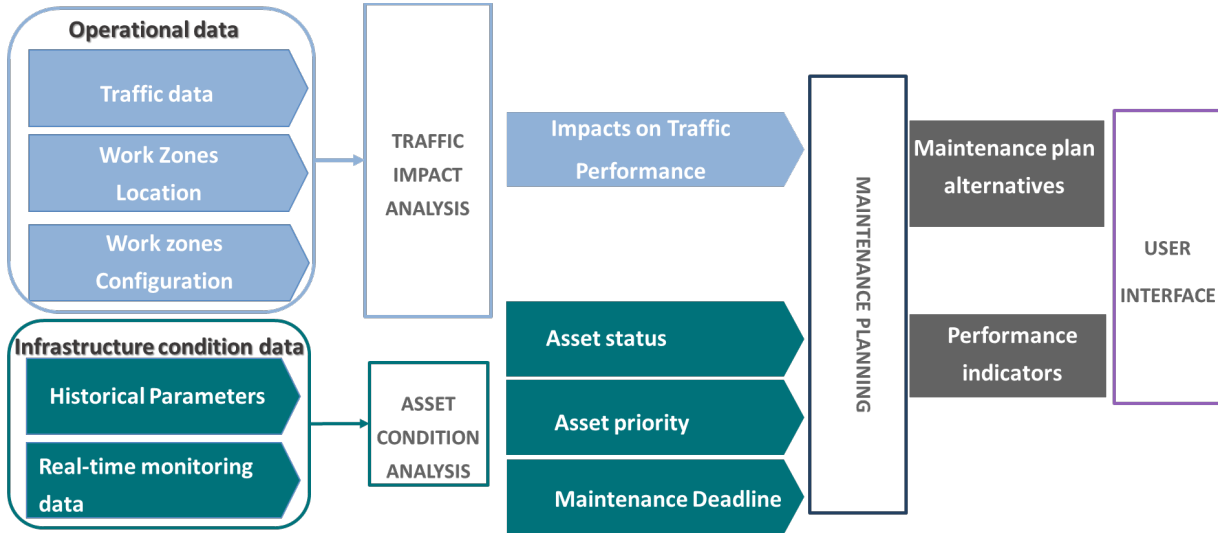 Operational data
Traffic data
Work Zones
Location
Work zones
Configuration
Infrastructure condition data
Historical Parameters
Real-time monitoring
data
TRAFFIC
IMPACT
ANALYSIS
ASSET
CONDITION
ANALYSIS
Impacts on Traffic
Performance
Asset status
Asset priority
Maintenance Deadline
MAINTENANCE PLANNING
Maintenance plan
alternatives
Performance
indicators
USER
INTERFACE